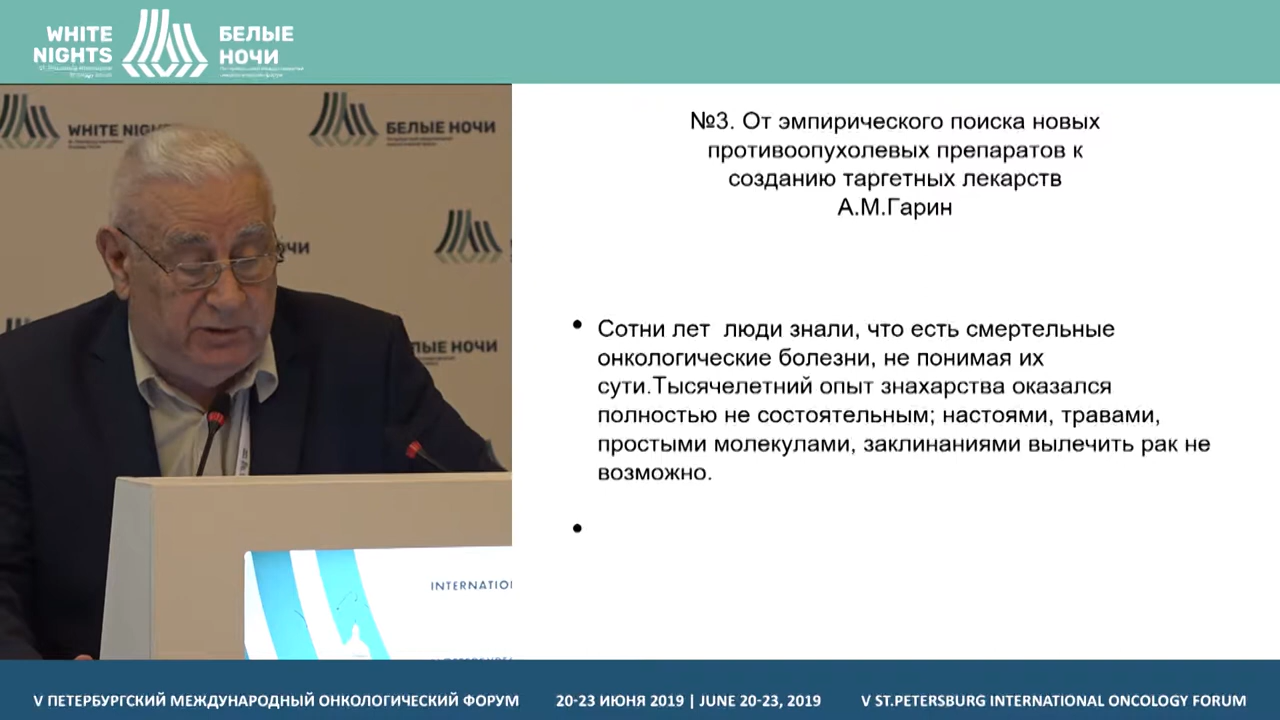 WHITE
NIGHTS
БЕЛЫЕ
НОЧИ
WHITE NIGH
БЕЛЫЕ НОЧИ
ЧИ
ЛЫЕ НОЧИ
INTERNATIO
№3. От эмпирического поиска новых
противоопухолевых препаратов к
созданию таргетных лекарств
А.М.Гарин
• Сотни лет люди знали, что есть смертельные
онкологические болезни, не понимая их
сути.Тысячелетний опыт знахарства оказался
полностью не состоятельным; настоями, травами,
простыми молекулами, заклинаниями вылечить рак не
возможно.
•
V ПЕТЕРБУРГСКИЙ МЕЖДУНАРОДНЫЙ ОНКОЛОГИЧЕСКИЙ ФОРУМ 20-23 ИЮНЯ 2019 | JUNE 20-23, 2019 V ST.PETERSBURG INTERNATIONAL ONCOLOGY FORUM